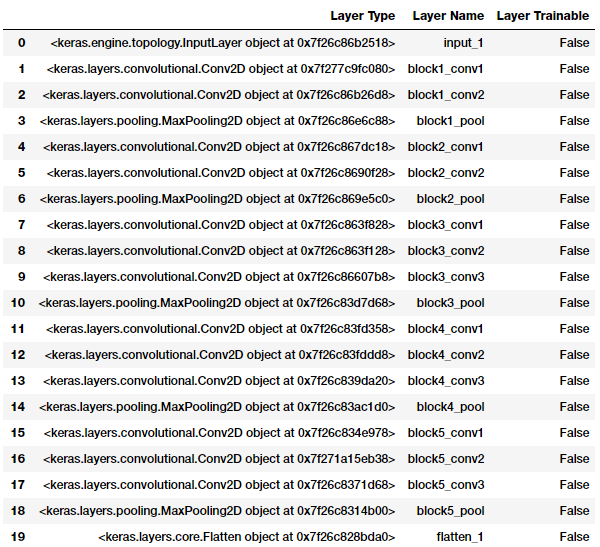 Layer Type Layer Name Layer Trainable
0 <keras.engine.topology.InputLayer object at 0x7f26c86b2518> input_1 False
1 <keras.layers.convolutional.Conv2D object at 0x7f277c9fc080> block1_conv1 False
2 <keras.layers.convolutional.Conv2D object at 0x7f26c86b26d8> block1_conv2 False
3 <keras.layers.pooling.MaxPooling2D object at 0x7f26c86e6c88> block1_pool False
4 <keras.layers.convolutional.Conv2D object at 0x7f26c867dc18> block2_conv1 False
5 <keras.layers.convolutional.Conv2D object at 0x7f26c8690f28> block2_conv2 False
6 <keras.layers.pooling.MaxPooling2D object at 0x7f26c869e5c0> block2_pool False
7 <keras.layers.convolutional.Conv2D object at 0x7f26c863f828> block3_conv1 False
8 <keras.layers.convolutional.Conv2D object at 0x7f26c863f128> block3_conv2 False
9 <keras.layers.convolutional.Conv2D object at 0x7f26c86607b8> block3_conv3 False
10 <keras.layers.pooling.MaxPooling2D object at 0x7f26c83d7d68> block3_pool False
11 <keras.layers.convolutional.Conv2D object at 0x7f26c83fd358> block4_conv1 False
12 <keras.layers.convolutional.Conv2D object at 0x7f26c83fddd8> block4_conv2 False
13 <keras.layers.convolutional.Conv2D object at 0x7f26c839da20> block4_conv3 False
14 <keras.layers.pooling.MaxPooling2D object at 0x7f26c83ac1d0> block4_pool False
15 <keras.layers.convolutional.Conv2D object at 0x7f26c834e978> block5_conv1 False
16 <keras.layers.convolutional.Conv2D object at 0x7f271a15eb38> block5_conv2 False
17 <keras.layers.convolutional.Conv2D object at 0x7f26c8371d68> block5_conv3 False
18 <keras.layers.pooling.MaxPooling2D object at 0x7f26c8314b00> block5_pool False
19 <keras.layers.core.Flatten object at 0x7f26c828bda0> flatten_1 False